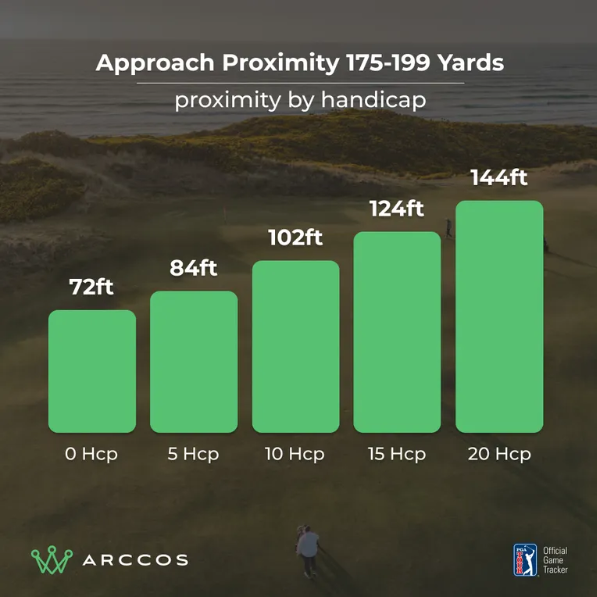 Approach Proximity 175-199 Yards
proximity by handicap
72ft
84ft
102ft
124ft
144ft
0 Hcp
5 Hcp
10 Hcp
15 Hcp
20 Hcp
ARCCOS
PGA TOUR
Official
Game
Tracker